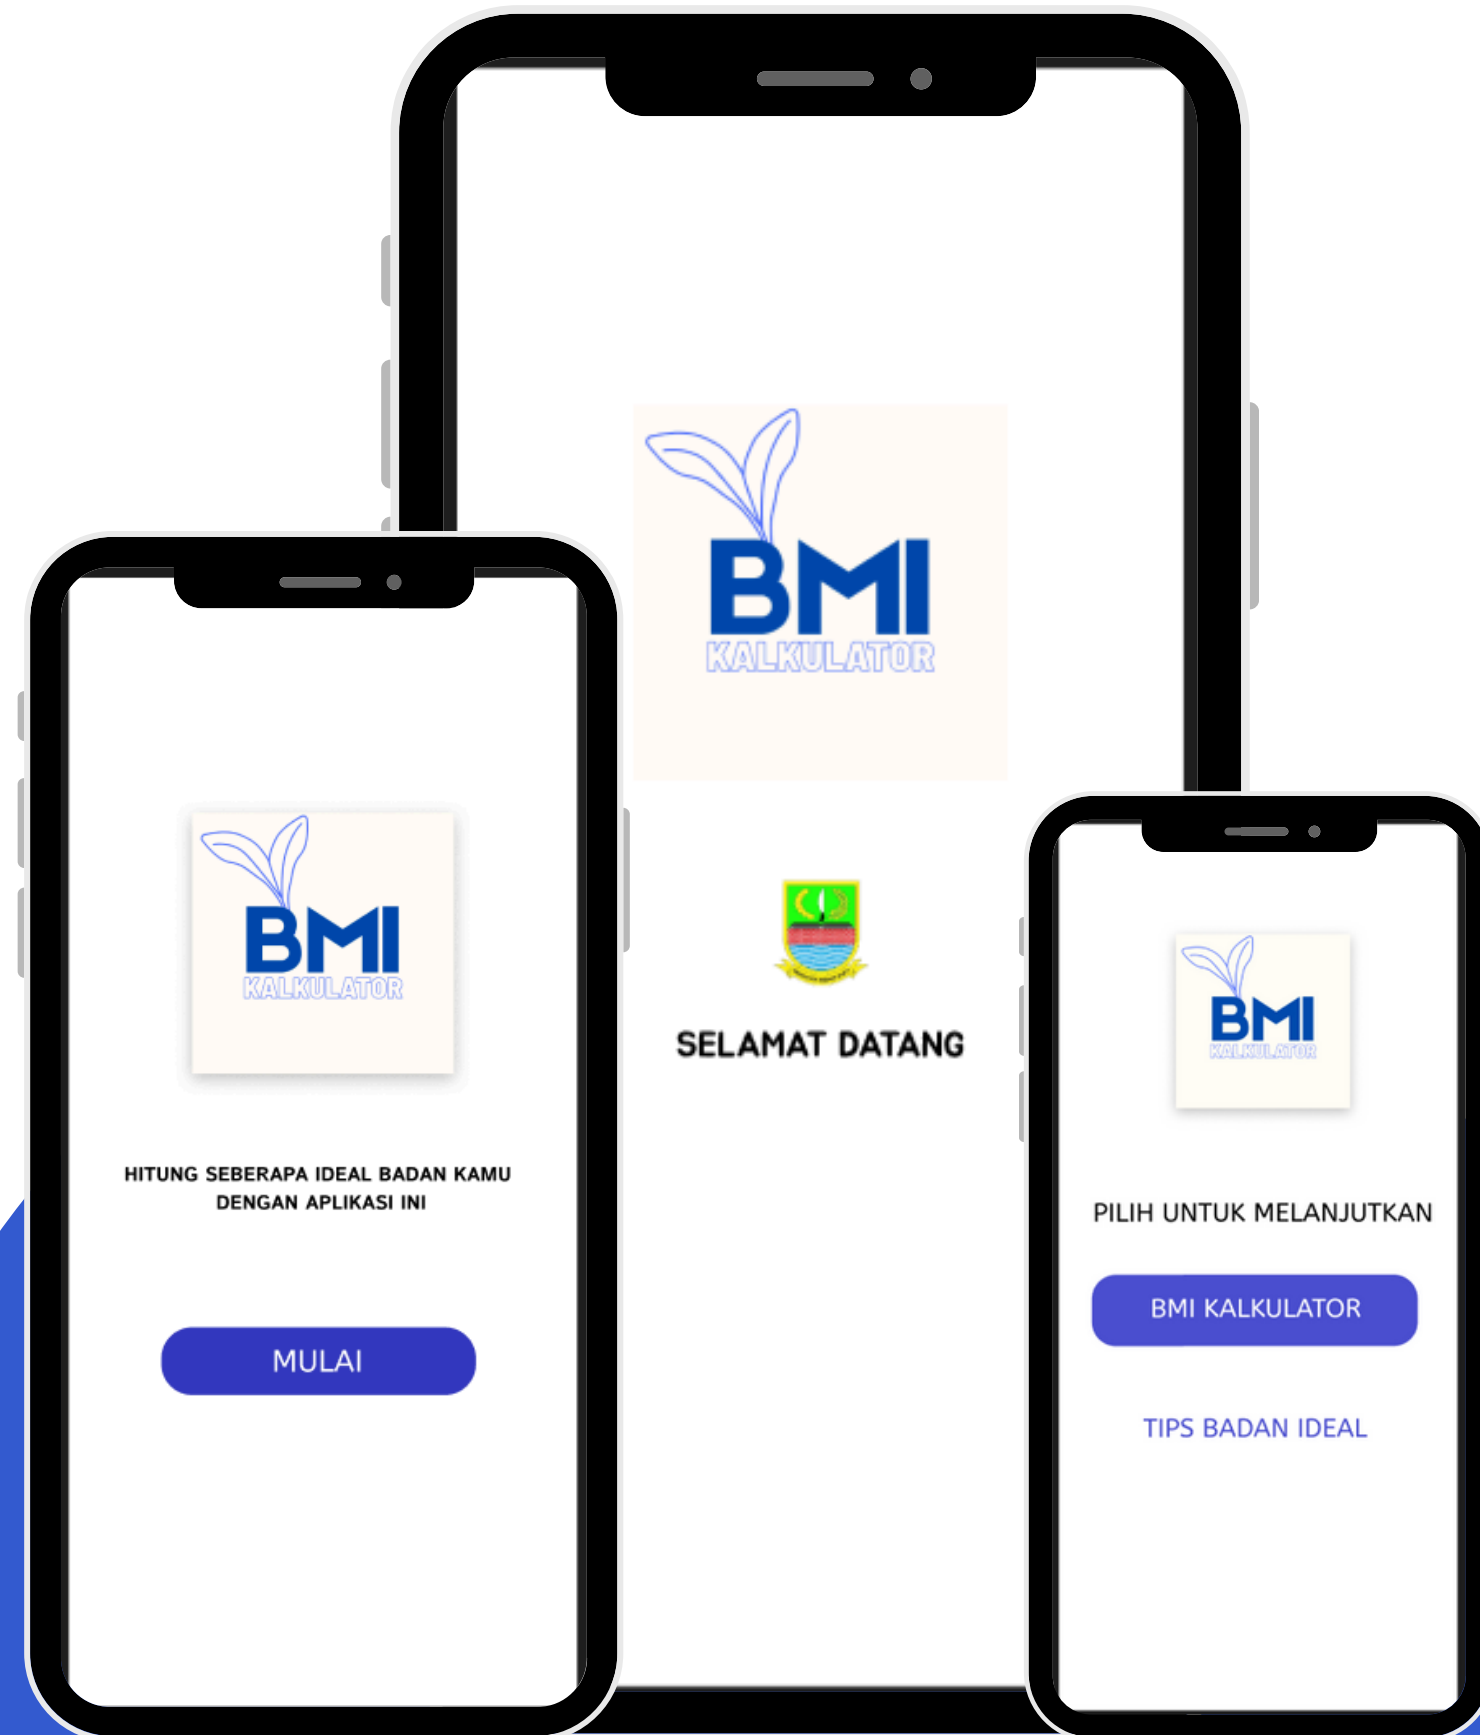 BMI
KALKULATOR
SELAMAT DATANG
BMI
KALKULATOR
HITUNG SEBERAPA IDEAL BADAN KAMU
DENGAN APLIKASI INI
MULAI
BMI
KALKULATOR
PILIH UNTUK MELANJUTKAN
BMI KALKULATOR
TIPS BADAN IDEAL